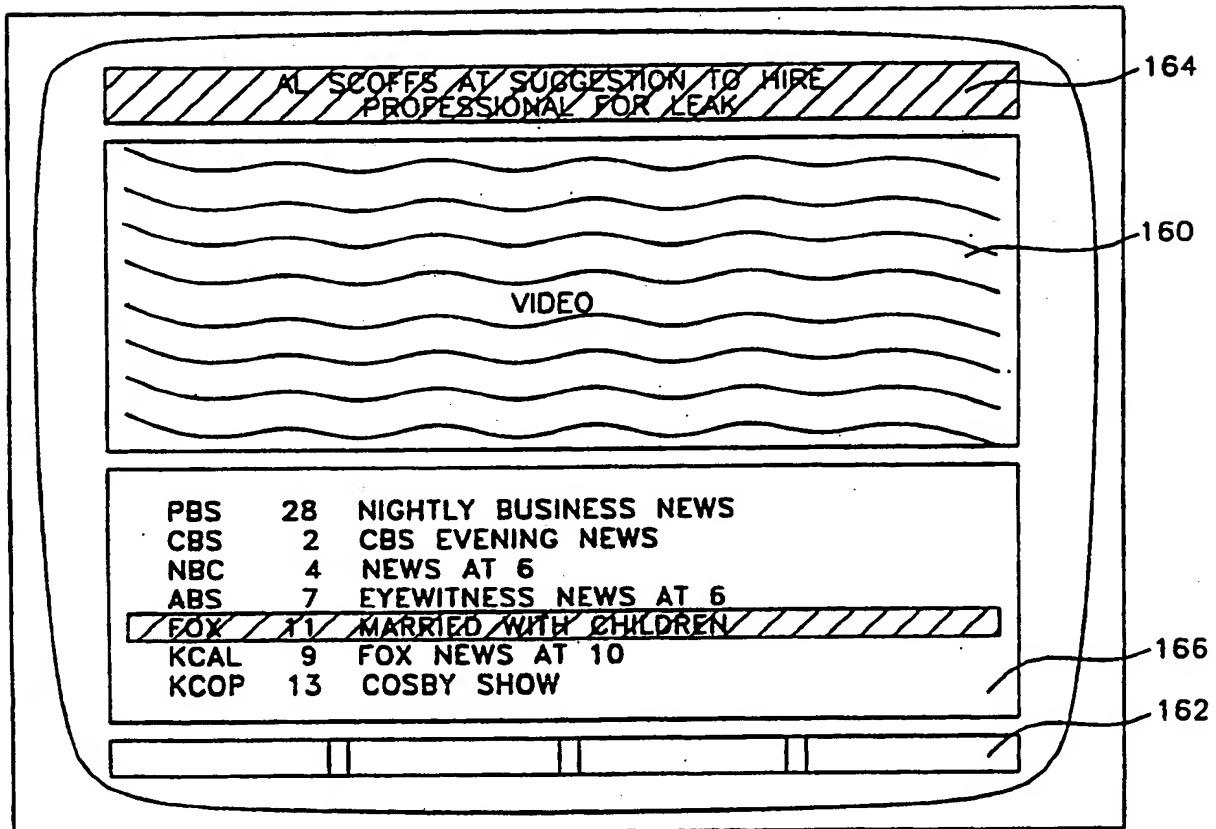 AL SCOFFS AT SUGGESTION TO HIRE
PROFESSIONAL FOR LEAK
164
160
VIDEO
PBS 28 NIGHTLY BUSINESS NEWS
CBS 2 CBS EVENING NEWS
NBC 4 NEWS AT 6
ABS 7 EYEWITNESS NEWS AT 6
FOX 11 MARRIED WITH CHILDREN
KCAL 9 FOX NEWS AT 10
KCOP 13 COSBY SHOW
166
162